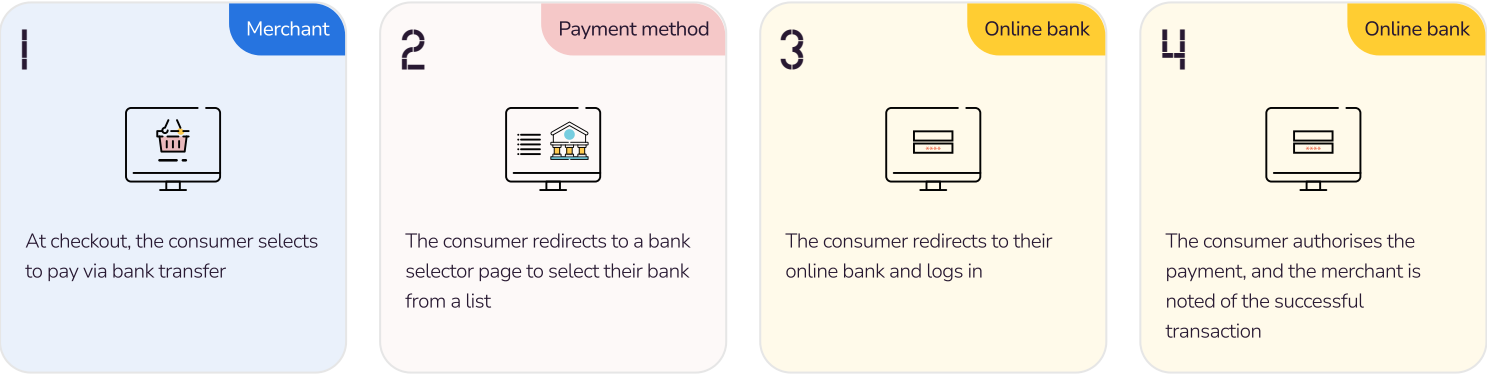 Merchant
1
At checkout, the consumer selects
to pay via bank transfer
Payment method
2
The consumer redirects to a bank
selector page to select their bank
from a list
Online bank
3
The consumer redirects to their
online bank and logs in
Online bank
4
The consumer authorises the
payment, and the merchant is
noted of the successful
transaction